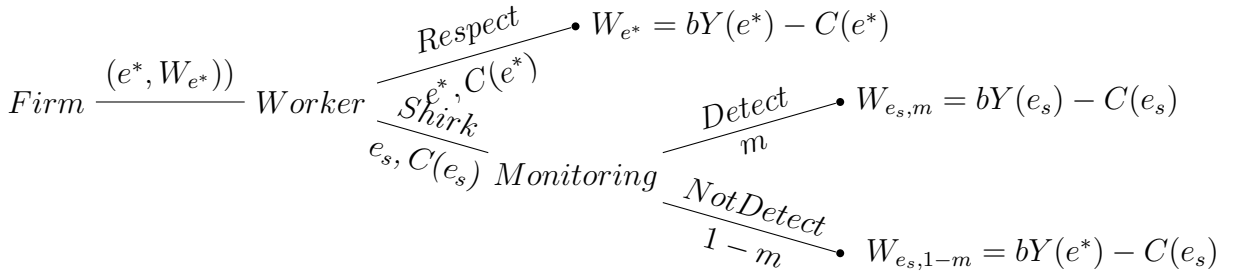 Firm
(e*, W_{e*}))
Worker
Respect
e*, C(e*)
W_{e*} = bY(e*) − C(e*)
Shirk
e_s, C(e_s)
Monitoring
Detect
m
W_{e_s,m} = bY(e_s) − C(e_s)
NotDetect
1 − m
W_{e_s,1−m} = bY(e*) − C(e_s)